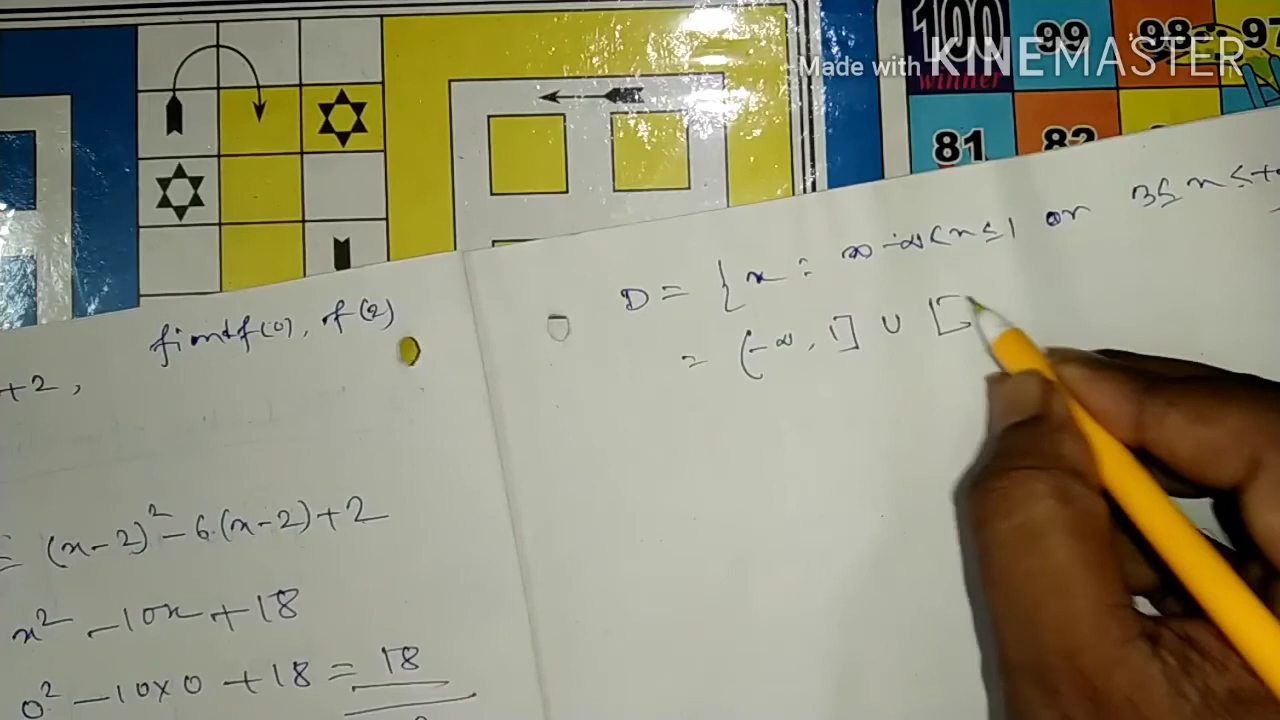 Made with KINEMASTER
100 99 98 97
winner
81 82
find f(0), f(2)
+2,
= (x-2)² - 6.(x-2)+2
x² - 10x + 18
0² - 10×0 + 18 = 18
D = { x : -∞<x≤1 or 3≤x≤+
= (-∞, 1] ∪ [